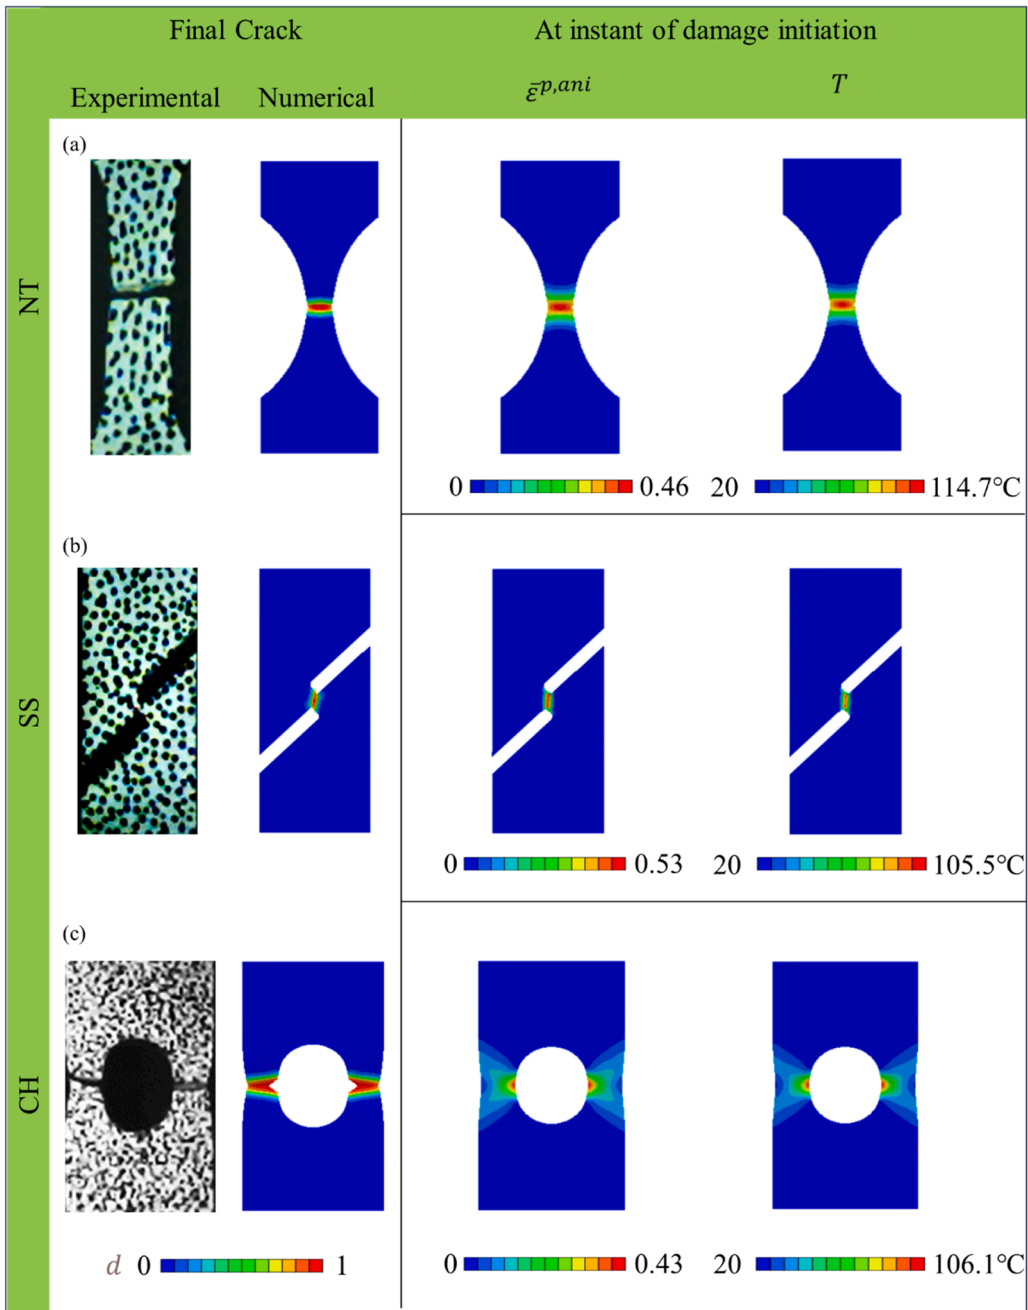 Final Crack
At instant of damage initiation
Experimental
Numerical
ε̄^{p,ani}
T
(a)
NT
0
0.46
20
114.7℃
(b)
SS
0
0.53
20
105.5℃
(c)
CH
d 0
1
0
0.43
20
106.1℃